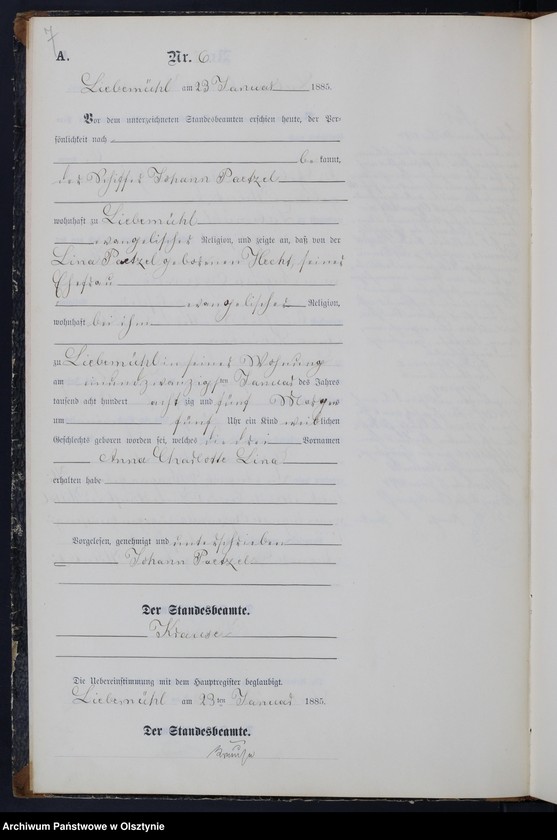 7
A.
Nr. 6
Liebemühl am 23 Januar 1885.
Vor dem unterzeichneten Standesbeamten erschien heute, der Per-
sönlichkeit nach
be kannt,
der Schiffer Johann Paetzel
wohnhaft zu Liebemühl
evangelischer Religion, und zeigte an, daß von der
Lina Paetzel geborenen Hecht, seiner
Ehefrau
evangelischer Religion,
wohnhaft bei ihm
zu Liebemühl in seiner Wohnung
am einundzwanzigsten Januar des Jahres
tausend acht hundert achtzig und fünf Morgens
um fünf Uhr ein Kind weiblichen
Geschlechts geboren worden sei, welches die drei Vornamen
Anna Charlotte Lina
erhalten habe
Vorgelesen, genehmigt und unterschrieben
Johann Paetzel
Der Standesbeamte.
Krause
Die Uebereinstimmung mit dem Hauptregister beglaubigt.
Liebemühl am 23ten Januar 1885.
Der Standesbeamte.
Krause
Archiwum Państwowe w Olsztynie